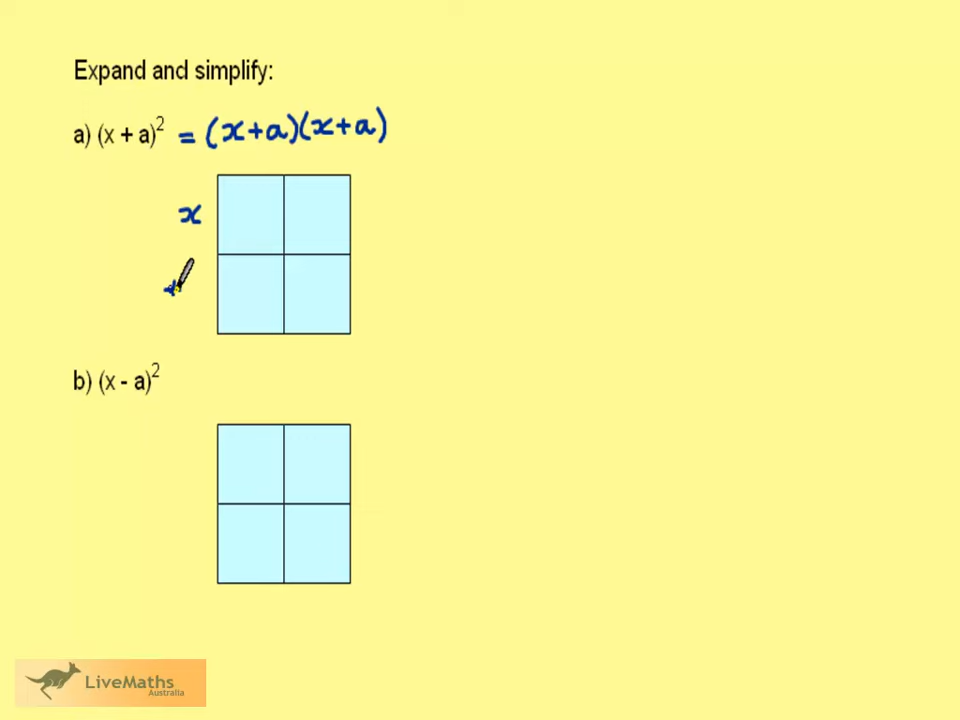 Expand and simplify:
a) (x + a)² = (x+a)(x+a)
x
b) (x - a)²
LiveMaths
Australia